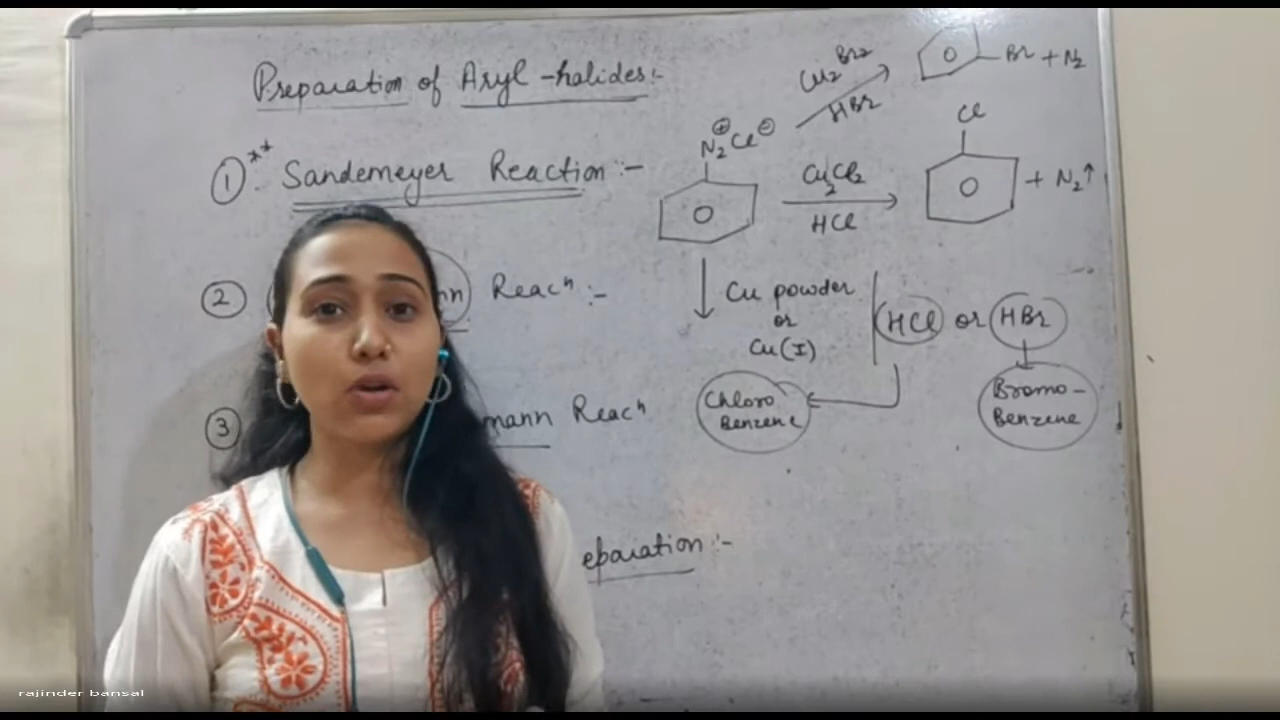 Preparation of Aryl-halides:-
1 ** Sandemeyer Reaction :-
N2⊕Cl⊖
Cu2Br2
HBr
Br + N2
Cu2Cl2
HCl
Cl
+ N2↑
2 Reacⁿ :-
Cu powder
or
Cu(I)
HCl or HBr
Chloro
Benzene
Bromo-
Benzene
3 mann Reacⁿ
eparation :-
rajinder bansal